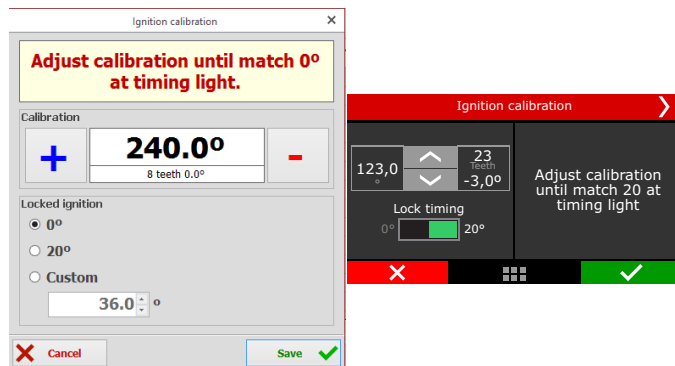 Ignition calibration
Adjust calibration until match 0º
at timing light.
Calibration
+
240.0º
8 teeth 0.0º
-
Locked ignition
0º
20º
Custom
36.0 º
Cancel
Save
Ignition calibration
123,0
º
23
Teeth
-3,0º
Lock timing
0º
20º
Adjust calibration
until match 20 at
timing light